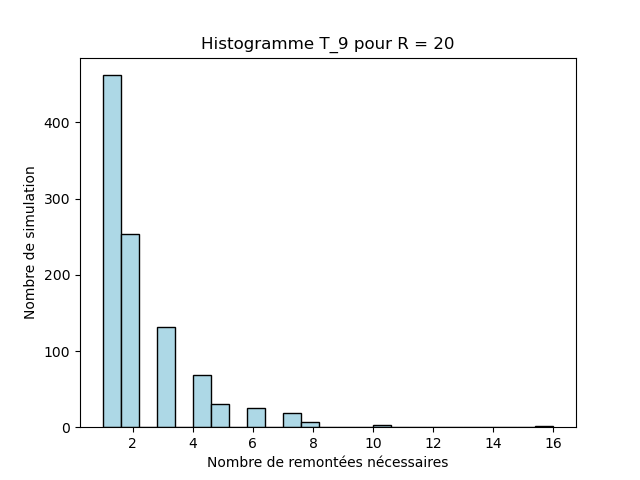 Histogramme T_9 pour R = 20
Nombre de simulation
400
300
200
100
0
2 4 6 8 10 12 14 16
Nombre de remontées nécessaires